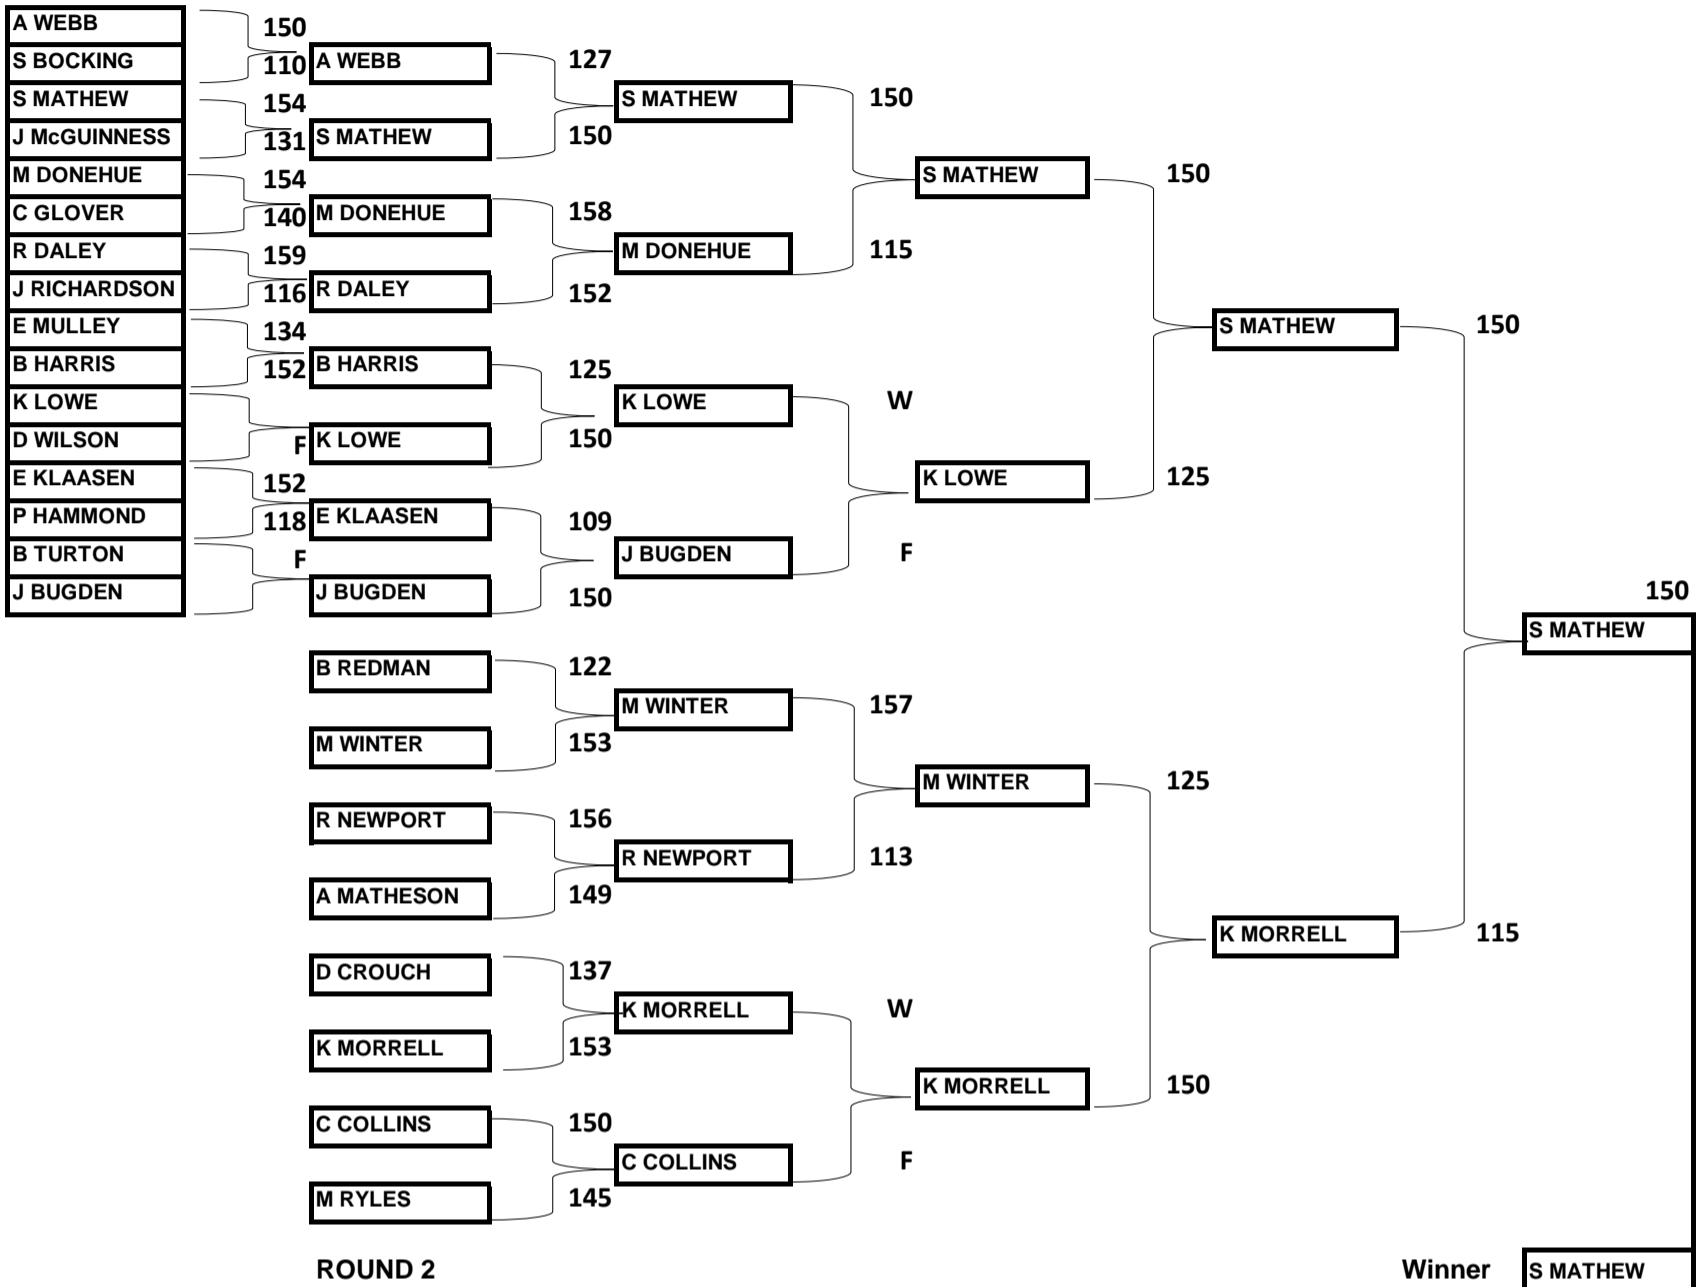 A WEBB
150
S BOCKING
110
A WEBB
127
S MATHEW
154
S MATHEW
150
J McGUINNESS
131
S MATHEW
150
M DONEHUE
154
S MATHEW
150
C GLOVER
140
M DONEHUE
158
R DALEY
159
M DONEHUE
115
J RICHARDSON
116
R DALEY
152
E MULLEY
134
S MATHEW
150
B HARRIS
152
B HARRIS
125
K LOWE
K LOWE
W
D WILSON
F
K LOWE
150
E KLAASEN
152
K LOWE
125
P HAMMOND
118
E KLAASEN
109
B TURTON
F
J BUGDEN
F
J BUGDEN
J BUGDEN
150
150
S MATHEW
B REDMAN
122
M WINTER
157
M WINTER
153
M WINTER
125
R NEWPORT
156
R NEWPORT
113
A MATHESON
149
K MORRELL
115
D CROUCH
137
K MORRELL
W
K MORRELL
153
K MORRELL
150
C COLLINS
150
C COLLINS
F
M RYLES
145
ROUND 2
Winner
S MATHEW